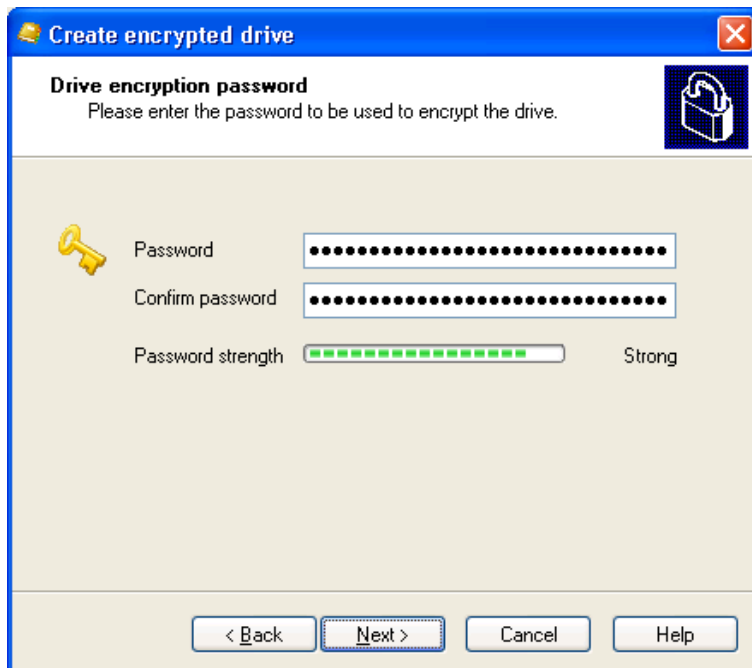 Create encrypted drive
Drive encryption password
Please enter the password to be used to encrypt the drive.
Password
Confirm password
Password strength Strong
< Back Next > Cancel Help